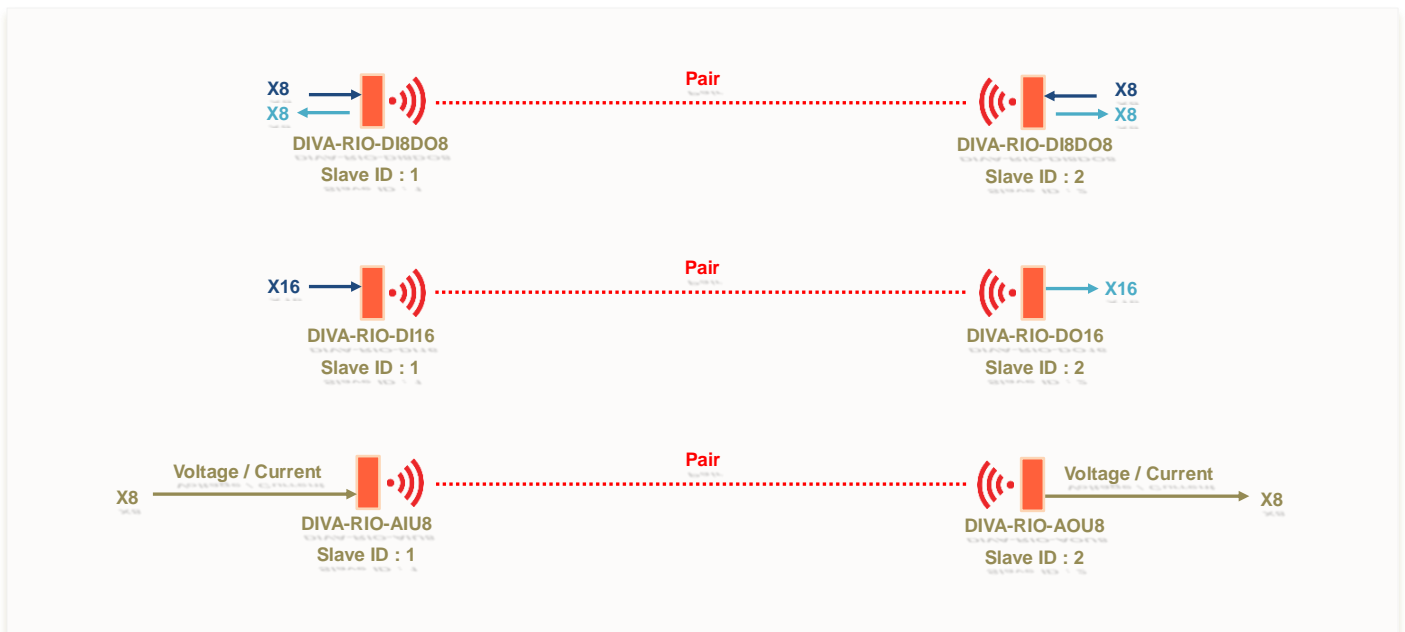 Pair
X8
X8
X8
X8
DIVA-RIO-DI8DO8
DIVA-RIO-DI8DO8
Slave ID : 1
Slave ID : 2
Pair
X16
X16
DIVA-RIO-DI16
DIVA-RIO-DO16
Slave ID : 1
Slave ID : 2
Pair
Voltage / Current
Voltage / Current
X8
X8
DIVA-RIO-AIU8
DIVA-RIO-AOU8
Slave ID : 1
Slave ID : 2